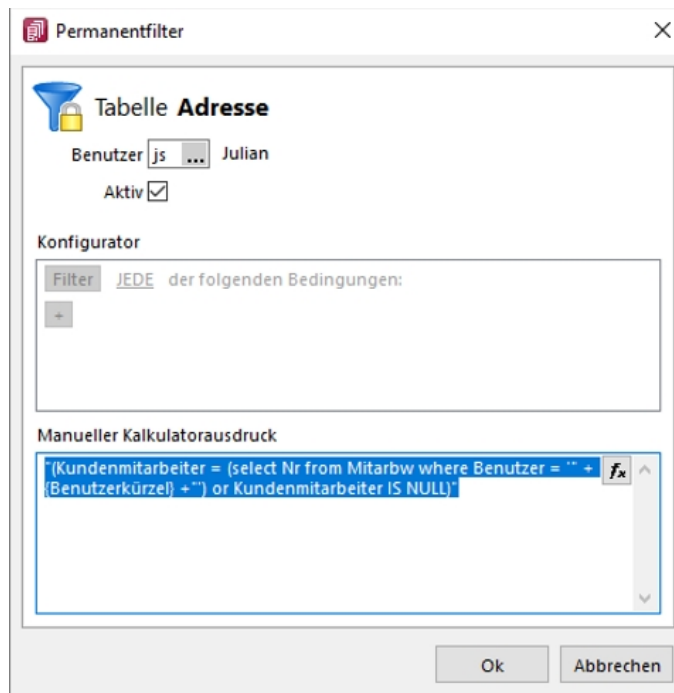 Permanentfilter
Tabelle Adresse
Benutzer js ... Julian
Aktiv
Konfigurator
Filter JEDE der folgenden Bedingungen:
+
Manueller Kalkulatorausdruck
"(Kundenmitarbeiter = (select Nr from Mitarbw where Benutzer = '" + fx
{Benutzerkürzel} +"') or Kundenmitarbeiter IS NULL)"
Ok Abbrechen